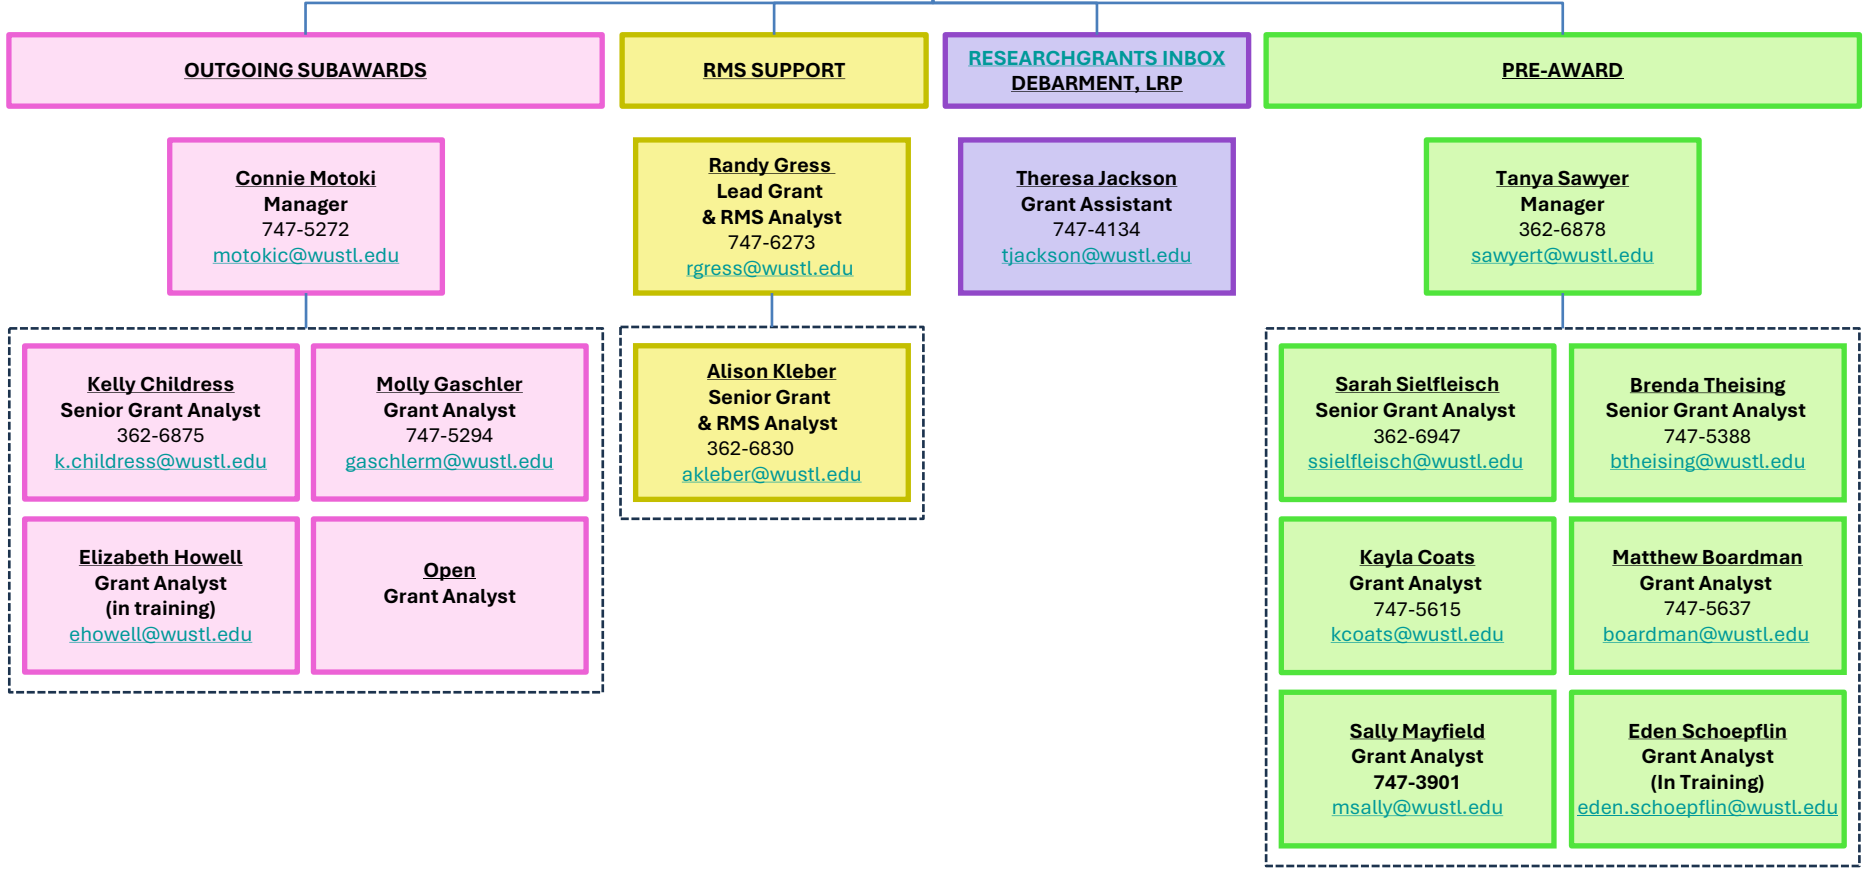 OUTGOING SUBAWARDS
RMS SUPPORT
RESEARCHGRANTS INBOX
DEBARMENT, LRP
PRE-AWARD
Connie Motoki
Manager
747-5272
motokic@wustl.edu
Randy Gress
Lead Grant
& RMS Analyst
747-6273
rgress@wustl.edu
Theresa Jackson
Grant Assistant
747-4134
tjackson@wustl.edu
Tanya Sawyer
Manager
362-6878
sawyert@wustl.edu
Kelly Childress
Senior Grant Analyst
362-6875
k.childress@wustl.edu
Molly Gaschler
Grant Analyst
747-5294
gaschlerm@wustl.edu
Alison Kleber
Senior Grant
& RMS Analyst
362-6830
akleber@wustl.edu
Sarah Sielfleisch
Senior Grant Analyst
362-6947
ssielfleisch@wustl.edu
Brenda Theising
Senior Grant Analyst
747-5388
btheising@wustl.edu
Elizabeth Howell
Grant Analyst
(in training)
ehowell@wustl.edu
Open
Grant Analyst
Kayla Coats
Grant Analyst
747-5615
kcoats@wustl.edu
Matthew Boardman
Grant Analyst
747-5637
boardman@wustl.edu
Sally Mayfield
Grant Analyst
747-3901
msally@wustl.edu
Eden Schoepflin
Grant Analyst
(In Training)
eden.schoepflin@wustl.edu